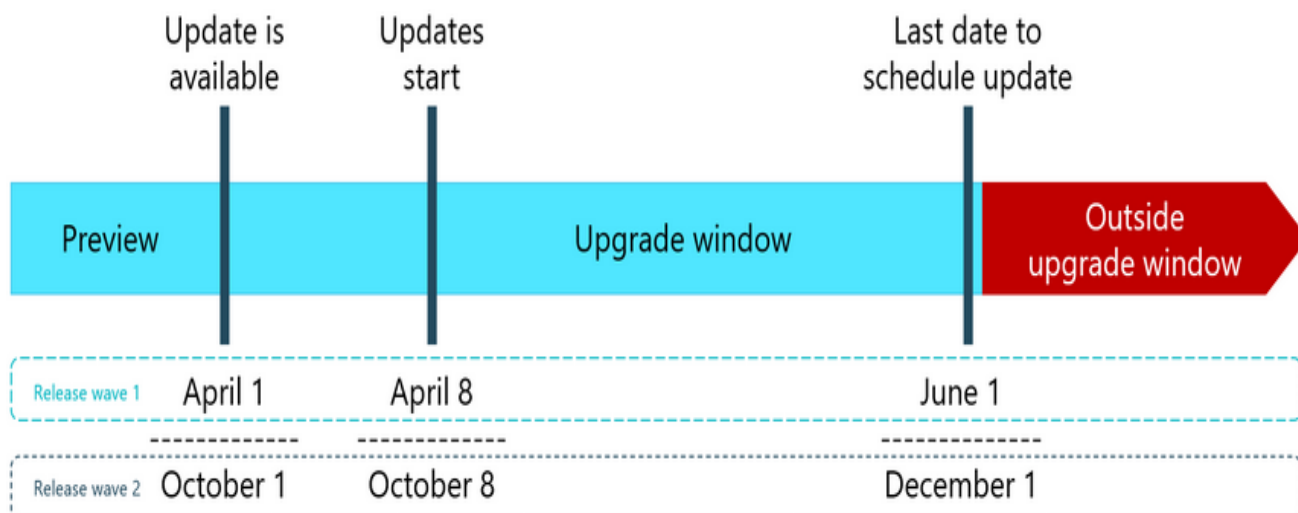 Update is
available
Updates
start
Last date to
schedule update
Preview
Upgrade window
Outside
upgrade window
Release wave 1 April 1 April 8 June 1
------------- ------------- -------------
Release wave 2 October 1 October 8 December 1